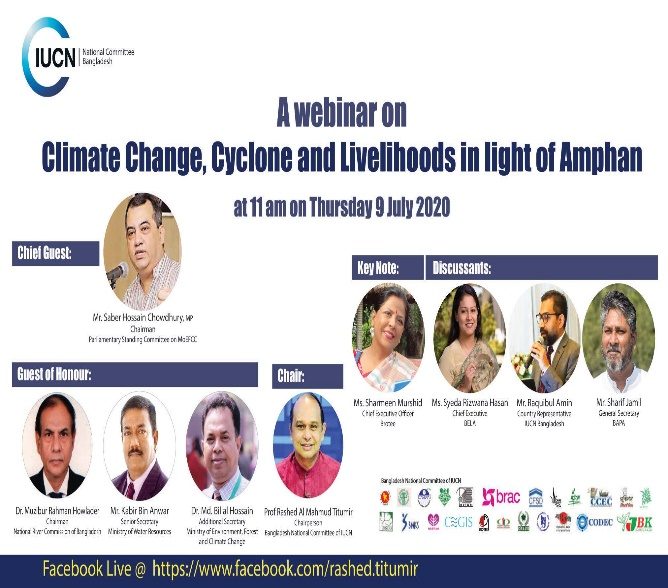 IUCN
National Committee
Bangladesh
A webinar on
Climate Change, Cyclone and Livelihoods in light of Amphan
at 11 am on Thursday 9 July 2020
Chief Guest:
Mr. Saber Hossain Chowdhury, MP
Chairman
Parliamentary Standing Committee on MoEFCC
Key Note:
Ms. Sharmeen Murshid
Chief Executive Officer
Brotee
Discussants:
Ms. Syeda Rizwana Hasan
Chief Executive
BELA
Mr. Raquibul Amin
Country Representative
IUCN Bangladesh
Mr. Sharif Jamil
General Secretary
BAPA
Guest of Honour:
Dr. Muzibur Rahman Howlader
Chairman
National River Commission of Bangladesh
Mr. Kabir Bin Anwar
Senior Secretary
Ministry of Water Resources
Dr. Md. Billal Hossain
Additional Secretary
Ministry of Environment, Forest
and Climate Change
Chair:
Prof Rashed Al Mahmud Titumir
Chairperson
Bangladesh National Committee of IUCN
Bangladesh National Committee of IUCN
brac
CFSD
CCEC
CEGIS
CODEC
JBK
Facebook Live @ https://www.facebook.com/rashed.titumir